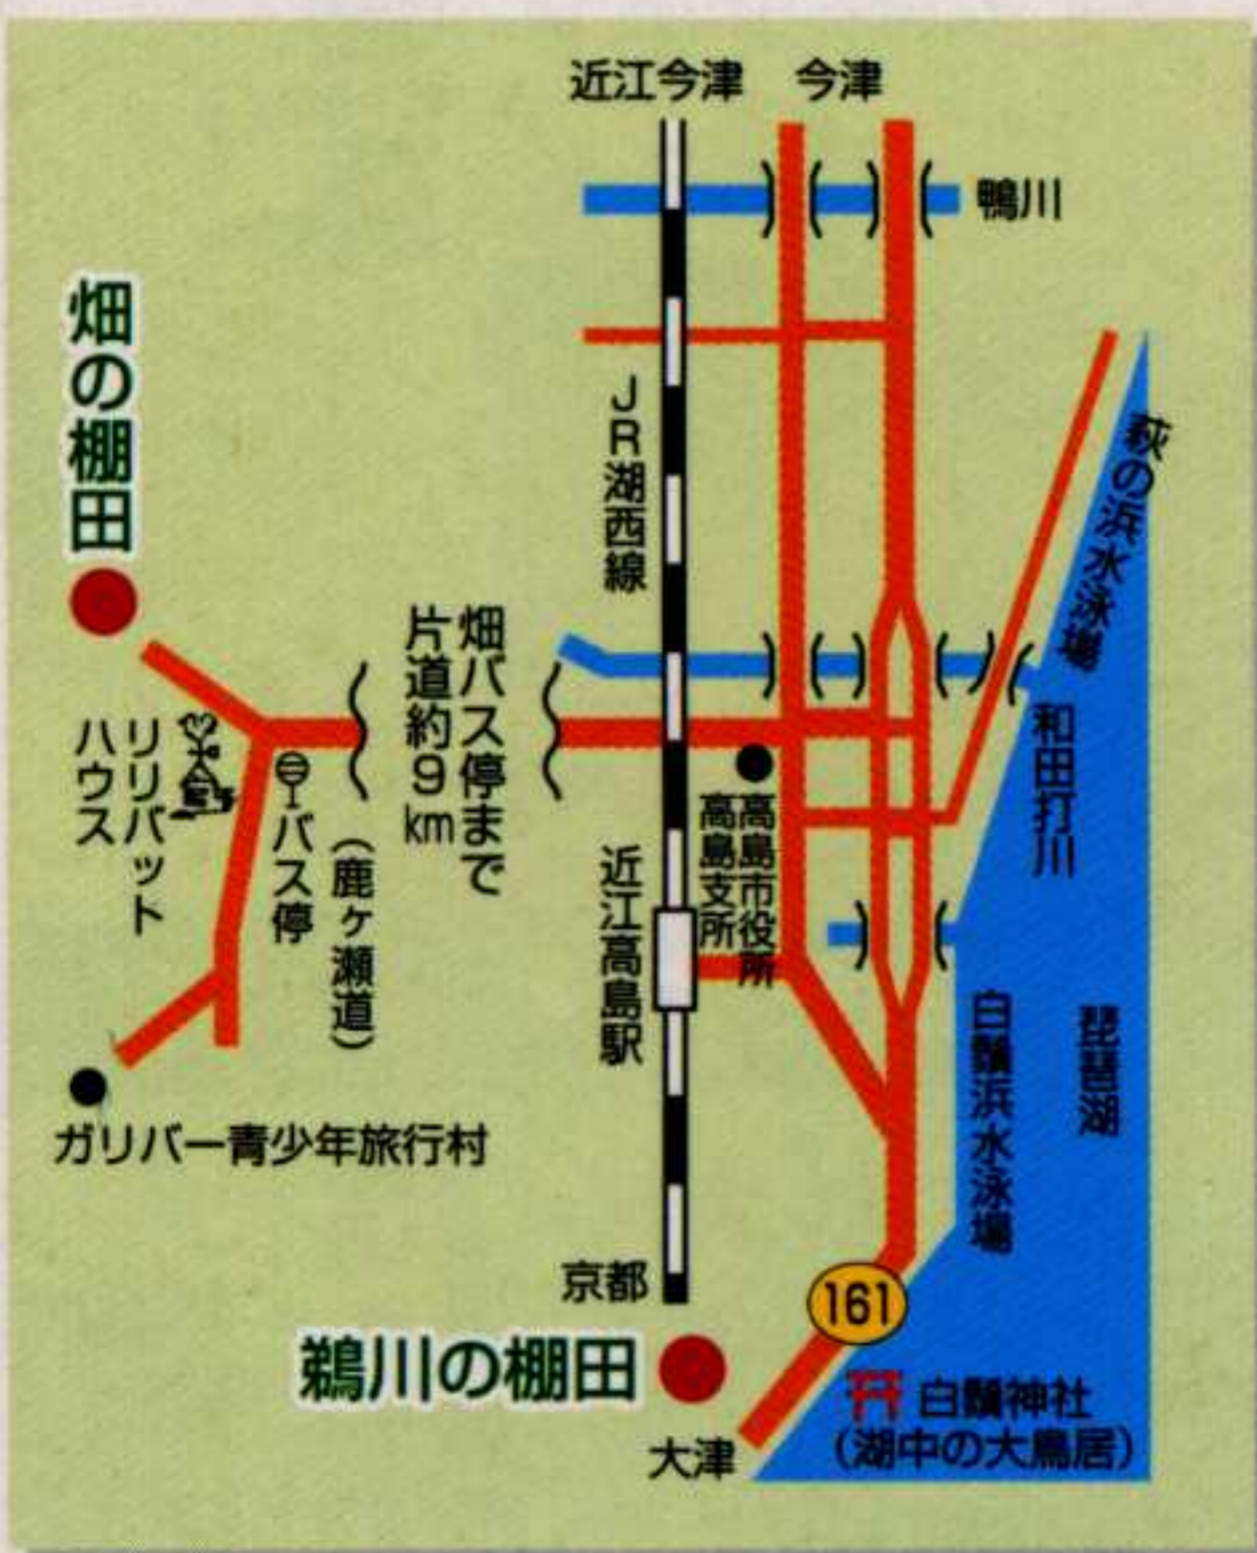 近江今津
今津
鴨川
畑の棚田
JR湖西線
萩の浜水泳場
畑バス停まで
片道約9km
和田打川
リリパット
ハウス
バス停
(鹿ヶ瀬道)
高島市役所
高島支所
近江高島駅
白鬚浜水泳場
琵琶湖
ガリバー青少年旅行村
京都
161
鵜川の棚田
白鬚神社
(湖中の大鳥居)
大津